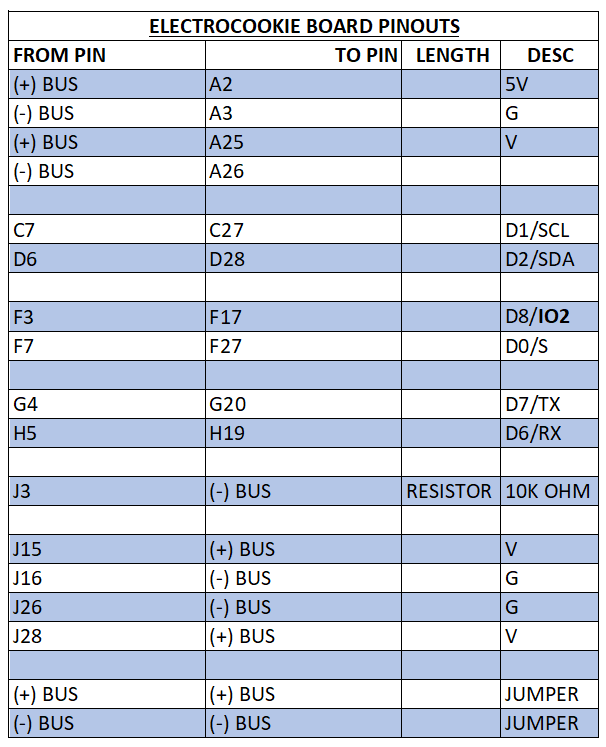 ELECTROCOOKIE BOARD PINOUTS
FROM PIN TO PIN LENGTH DESC
(+) BUS A2 5V
(-) BUS A3 G
(+) BUS A25 V
(-) BUS A26
C7 C27 D1/SCL
D6 D28 D2/SDA
F3 F17 D8/IO2
F7 F27 D0/S
G4 G20 D7/TX
H5 H19 D6/RX
J3 (-) BUS RESISTOR 10K OHM
J15 (+) BUS V
J16 (-) BUS G
J26 (-) BUS G
J28 (+) BUS V
(+) BUS (+) BUS JUMPER
(-) BUS (-) BUS JUMPER